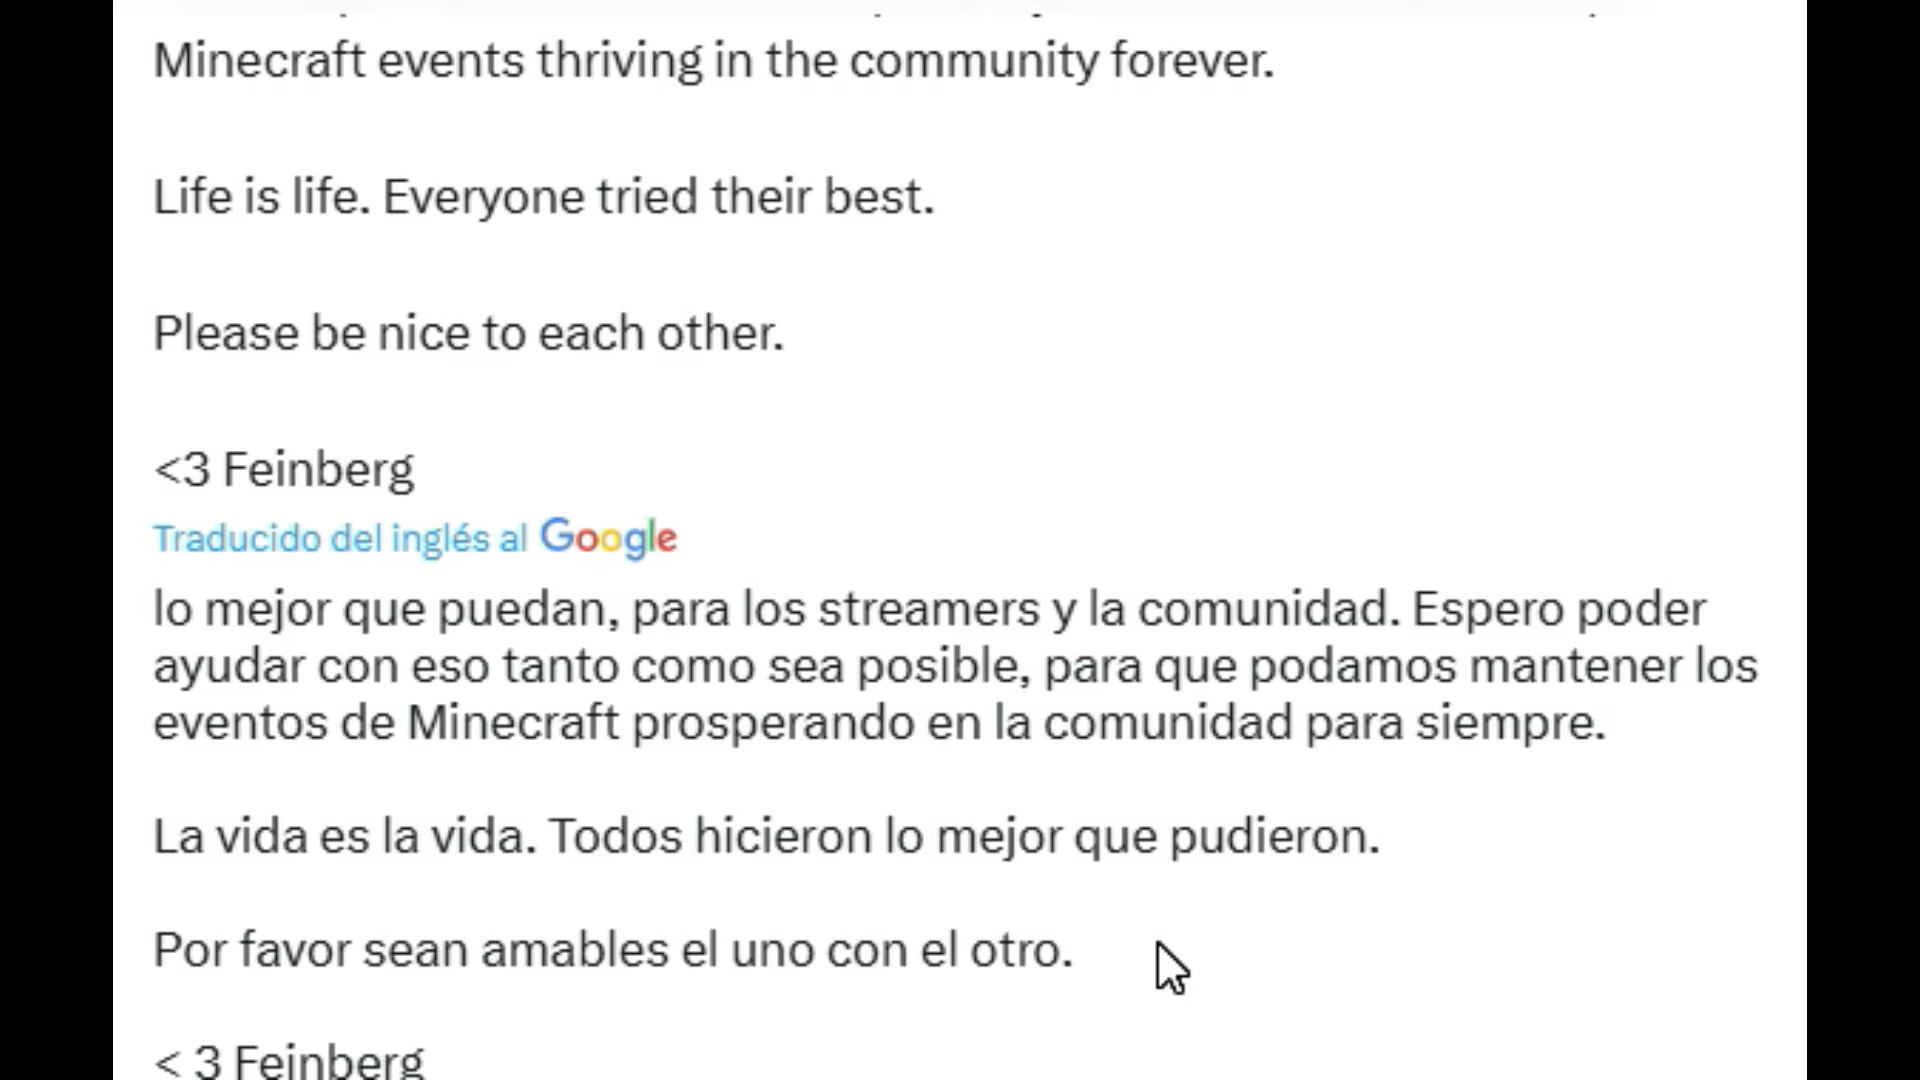 Minecraft events thriving in the community forever.
Life is life. Everyone tried their best.
Please be nice to each other.
<3 Feinberg
Traducido del inglés al Google
lo mejor que puedan, para los streamers y la comunidad. Espero poder
ayudar con eso tanto como sea posible, para que podamos mantener los
eventos de Minecraft prosperando en la comunidad para siempre.
La vida es la vida. Todos hicieron lo mejor que pudieron.
Por favor sean amables el uno con el otro.
< 3 Feinberg